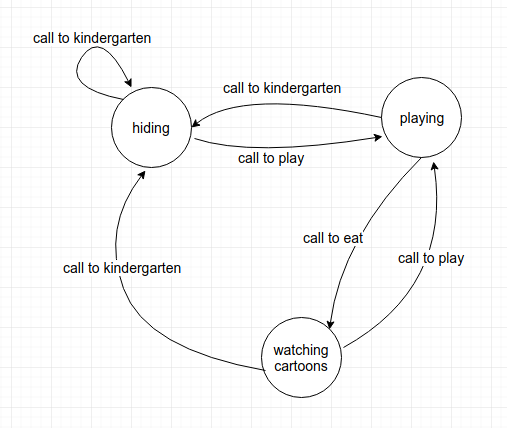 call to kindergarten
call to kindergarten
hiding
playing
call to play
call to eat
call to play
call to kindergarten
watching
cartoons